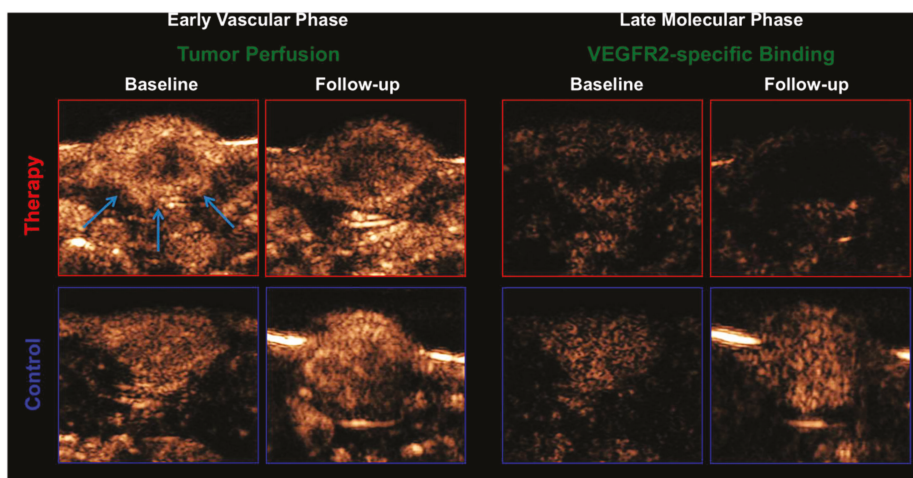 Early Vascular Phase
Late Molecular Phase
Tumor Perfusion
VEGFR2-specific Binding
Baseline
Follow-up
Baseline
Follow-up
Therapy
Control